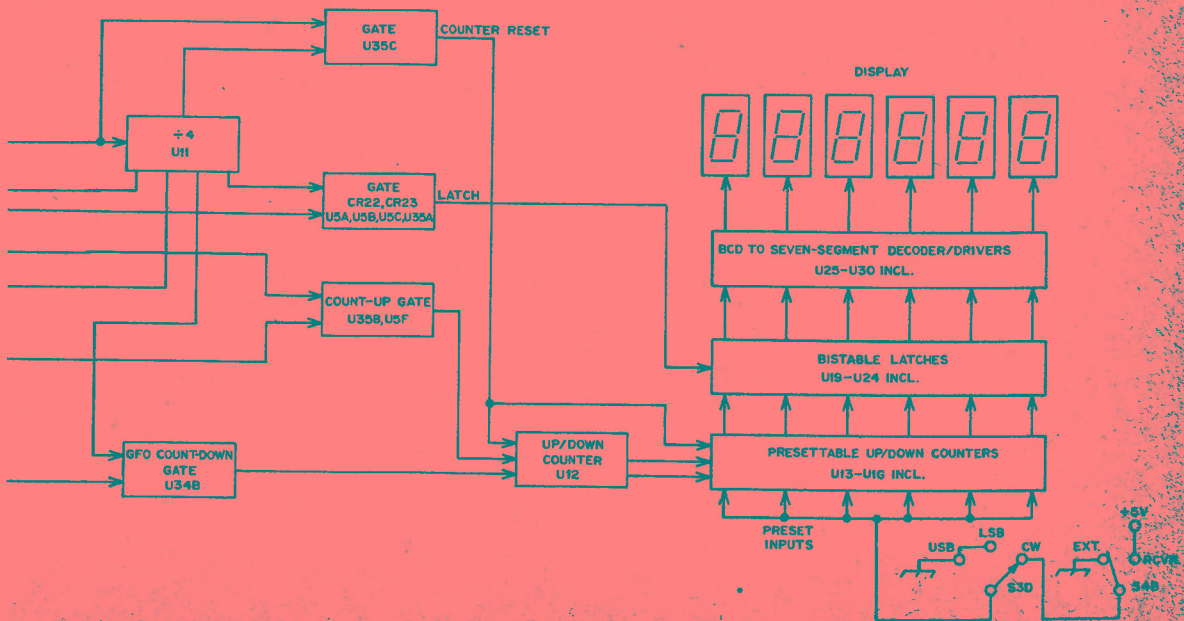 GATE
U35C
COUNTER RESET
DISPLAY
÷4
U11
GATE
CR22,CR23
U5A,U5B,U5C,U35A
LATCH
BCD TO SEVEN-SEGMENT DECODER/DRIVERS
U25-U30 INCL.
COUNT-UP GATE
U35B,U5F
BISTABLE LATCHES
U19-U24 INCL.
GFO COUNT-DOWN
GATE
U34B
UP/DOWN
COUNTER
U12
PRESETTABLE UP/DOWN COUNTERS
U13-U16 INCL.
PRESET
INPUTS
+5V
LSB
USB
CW
EXT.
RCVR.
S3D
S4B